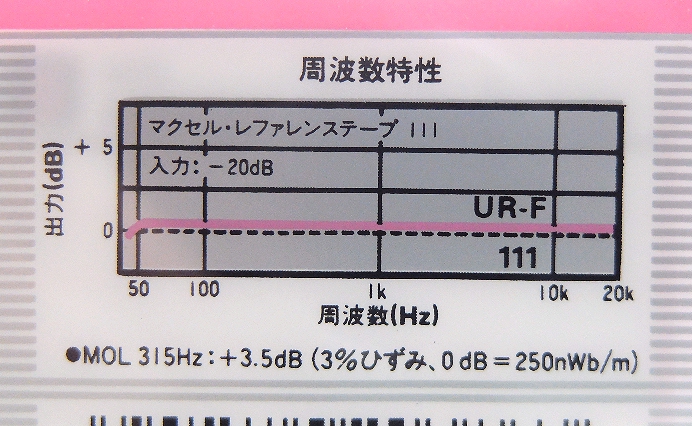 周波数特性
マクセル・レファレンステープ 111
入力: −20dB
出力(dB)
+ 5
0
UR-F
111
50 100 1k 10k 20k
周波数(Hz)
●MOL 315Hz:+3.5dB (3%ひずみ、0 dB=250nWb/m)